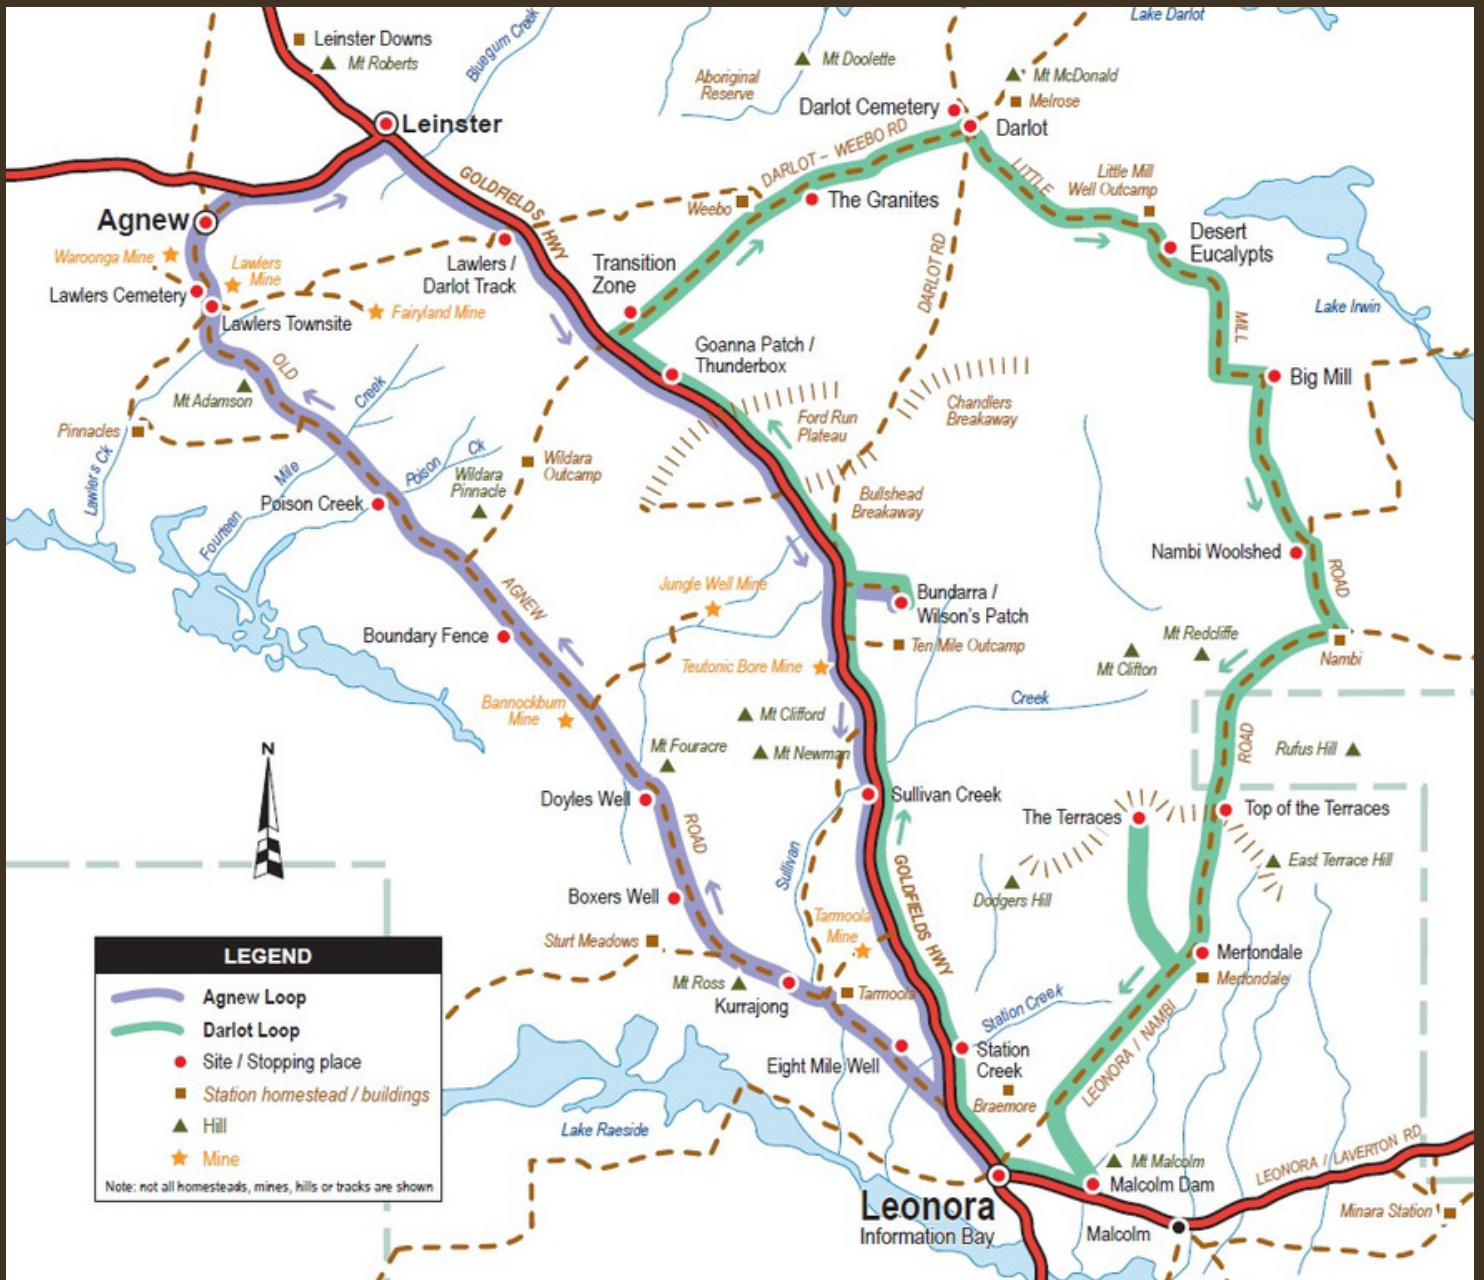 Lake Darlot
Leinster Downs
Mt Roberts
Bluegum Creek
Aboriginal
Reserve
Mt Doolette
Mt McDonald
Melrose
Darlot Cemetery
Darlot
Leinster
GOLDFIELDS HWY
DARLOT – WEEBO RD
LITTLE
Little Mill
Well Outcamp
Agnew
Weebo
The Granites
Desert
Eucalypts
Waroonga Mine
Lawlers
Mine
Lawlers /
Darlot Track
Transition
Zone
DARLOT RD
Lawlers Cemetery
Lawlers Townsite
Fairyland Mine
Lake Irwin
MILL
OLD
Goanna Patch /
Thunderbox
Big Mill
Mt Adamson
Creek
Ford Run
Plateau
Chandlers
Breakaway
Pinnacles
Lawler's Ck
Mile
Fourteen
Poison
Ck
Wildara
Pinnacle
Wildara
Outcamp
Poison Creek
Bullshead
Breakaway
Nambi Woolshed
ROAD
AGNEW
Jungle Well Mine
Bundarra /
Wilson's Patch
Boundary Fence
Ten Mile Outcamp
Mt Redcliffe
Mt Clifton
Nambi
Teutonic Bore Mine
Bannockburn
Mine
Mt Clifford
Creek
Mt Newman
Mt Fouracre
ROAD
Rufus Hill
N
Doyles Well
Sullivan Creek
The Terraces
Top of the Terraces
ROAD
Sullivan
GOLDFIELDS HWY
East Terrace Hill
Dodgers Hill
Boxers Well
Tarmoola
Mine
Sturt Meadows
Mertondale
Mertondale
Mt Ross
Kurrajong
Tarmoola
Station Creek
LEONORA / NAMBI
Eight Mile Well
Station
Creek
Braemore
Lake Raeside
Mt Malcolm
Malcolm Dam
LEONORA / LAVERTON RD
Leonora
Information Bay
Malcolm
Minara Station
LEGEND
Agnew Loop
Darlot Loop
Site / Stopping place
Station homestead / buildings
Hill
Mine
Note: not all homesteads, mines, hills or tracks are shown